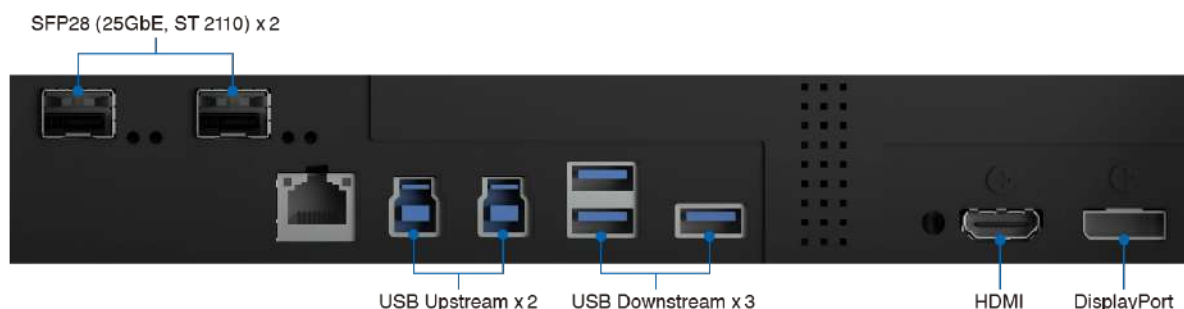 SFP28 (25GbE, ST 2110) x 2
USB Upstream x 2
USB Downstream x 3
HDMI
DisplayPort